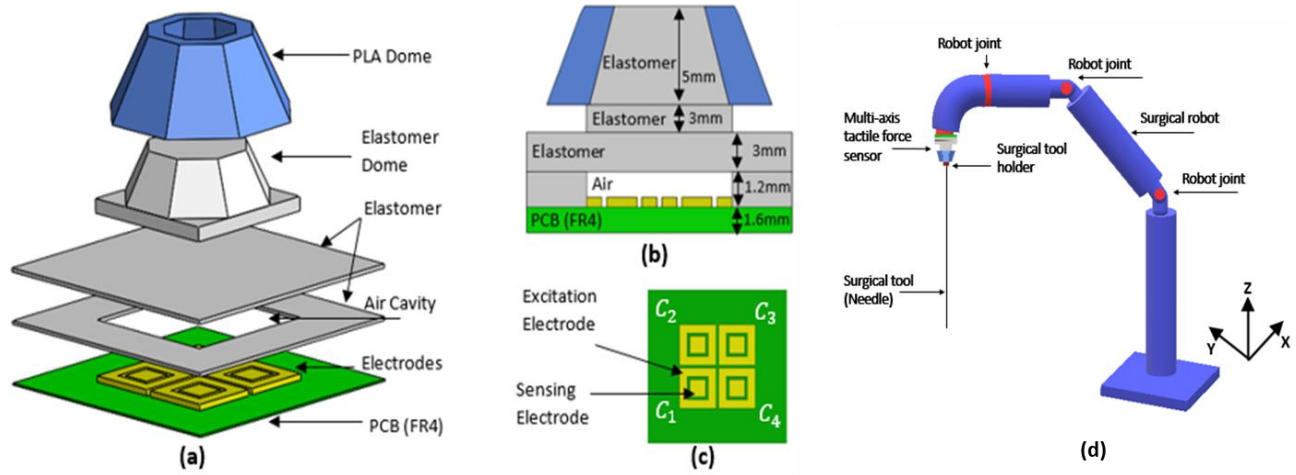 PLA Dome
Elastomer
Dome
Elastomer
Air Cavity
Electrodes
PCB (FR4)
(a)
Elastomer
5mm
Elastomer
3mm
Elastomer
3mm
Air
1.2mm
PCB (FR4)
1.6mm
(b)
Excitation
Electrode
Sensing
Electrode
C2
C3
C1
C4
(c)
Robot joint
Robot joint
Multi-axis
tactile force
sensor
Surgical robot
Surgical tool
holder
Robot joint
Surgical tool
(Needle)
Z
Y
X
(d)